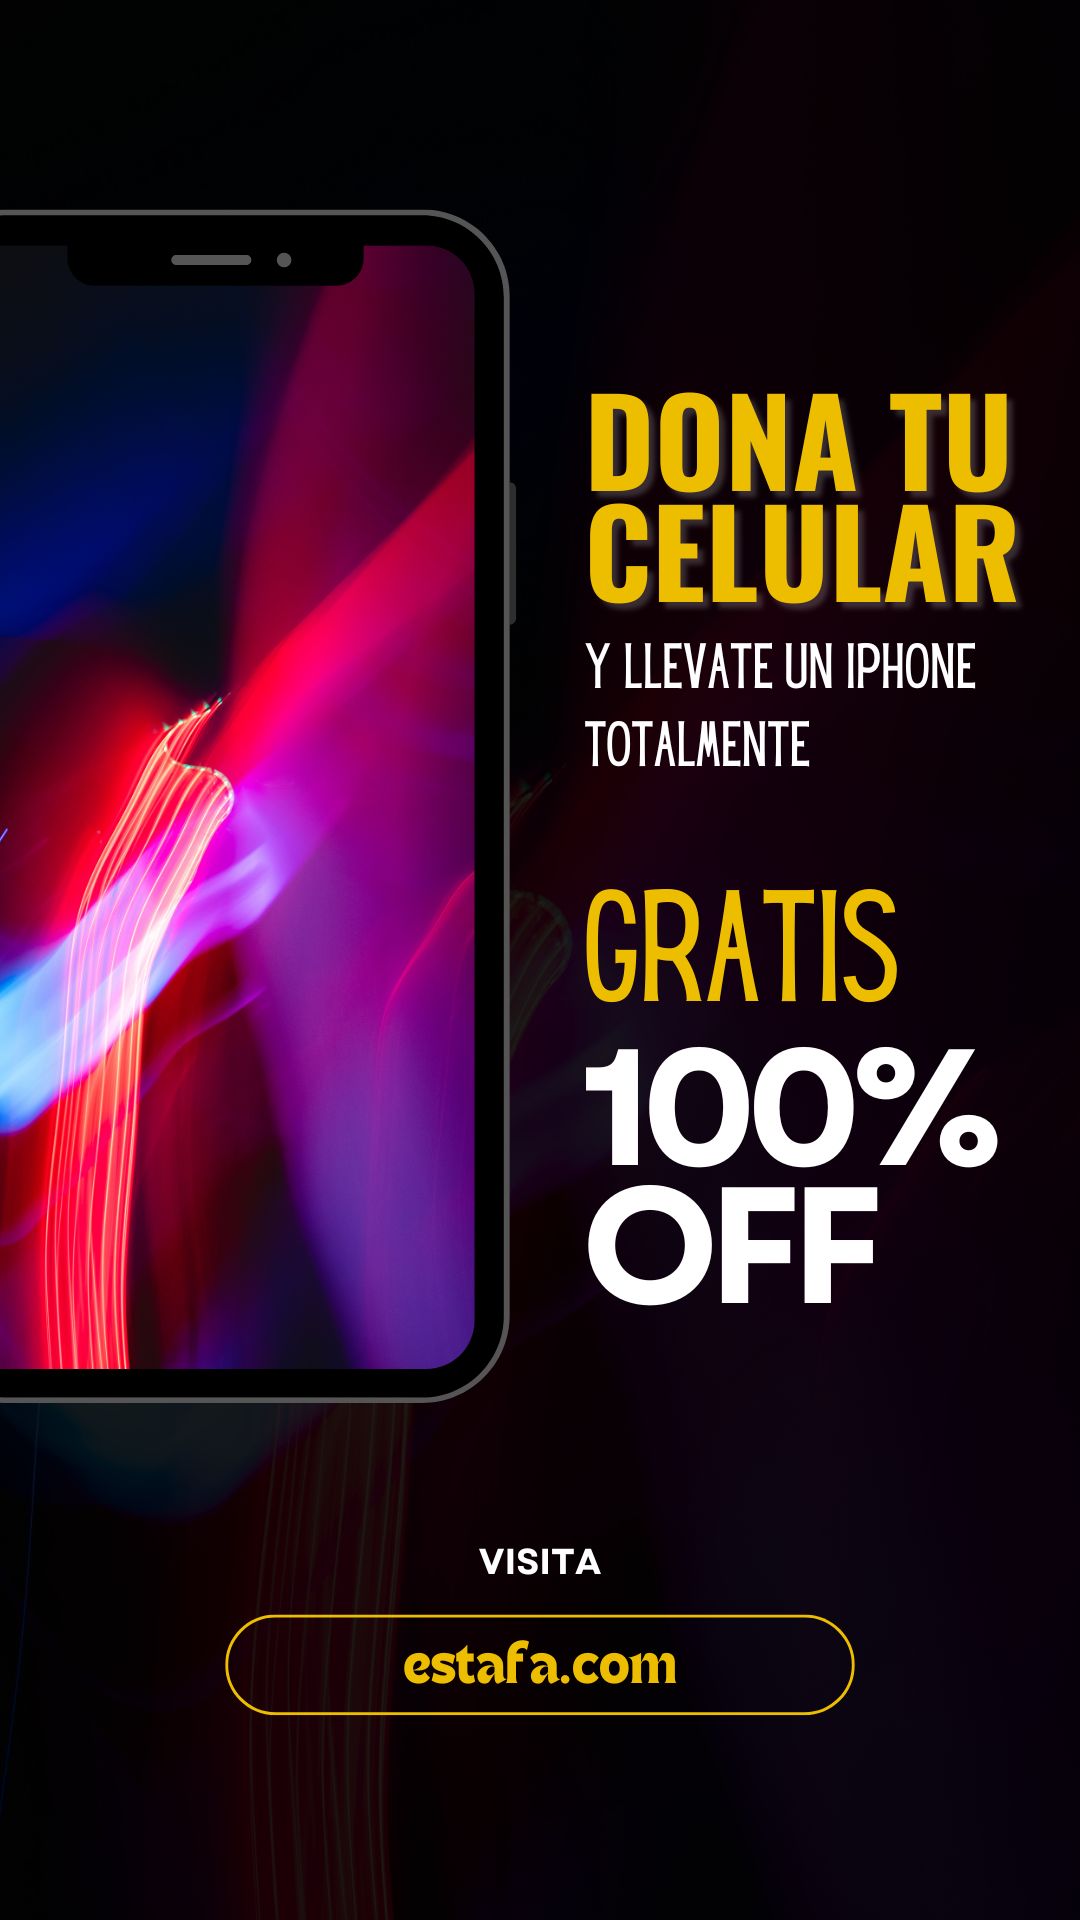 DONA TU
CELULAR
Y LLEVATE UN IPHONE
TOTALMENTE
GRATIS
100%
OFF
VISITA
estafa.com